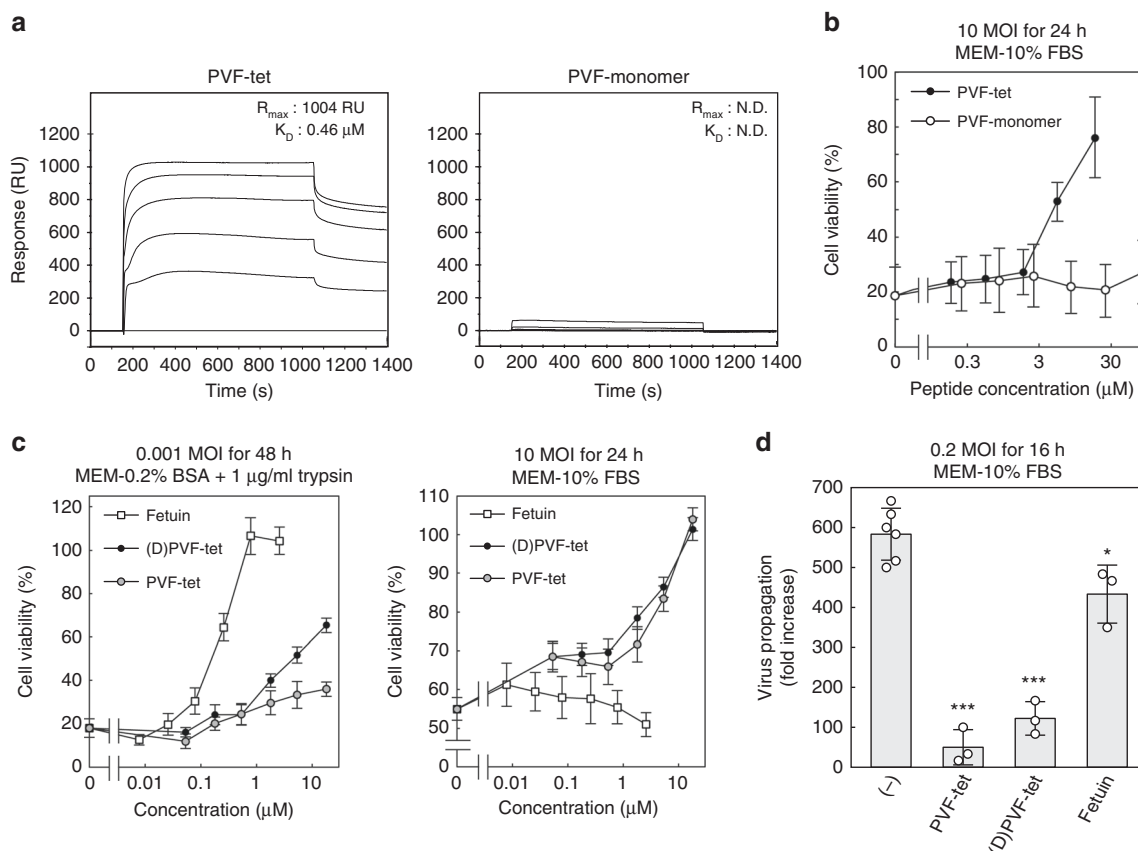 a
PVF-tet
R max : 1004 RU
K D : 0.46 μM
Response (RU)
1200
1000
800
600
400
200
0
0 200 400 600 800 1000 1200 1400
Time (s)
PVF-monomer
R max : N.D.
K D : N.D.
1200
1000
800
600
400
200
0
0 200 400 600 800 1000 1200 1400
Time (s)
b
10 MOI for 24 h
MEM-10% FBS
PVF-tet
PVF-monomer
Cell viability (%)
100
80
60
40
20
0
0 0.3 3 30
Peptide concentration (μM)
c
0.001 MOI for 48 h
MEM-0.2% BSA + 1 μg/ml trypsin
Fetuin
(D)PVF-tet
PVF-tet
Cell viability (%)
120
100
80
60
40
20
0
0 0.01 0.1 1 10
Concentration (μM)
10 MOI for 24 h
MEM-10% FBS
Fetuin
(D)PVF-tet
PVF-tet
Cell viability (%)
110
100
90
80
70
60
50
0
0 0.01 0.1 1 10
Concentration (μM)
d
0.2 MOI for 16 h
MEM-10% FBS
Virus propagation
(fold increase)
700
600
500
400
300
200
100
0
***
***
*
(–)
PVF-tet
(D)PVF-tet
Fetuin